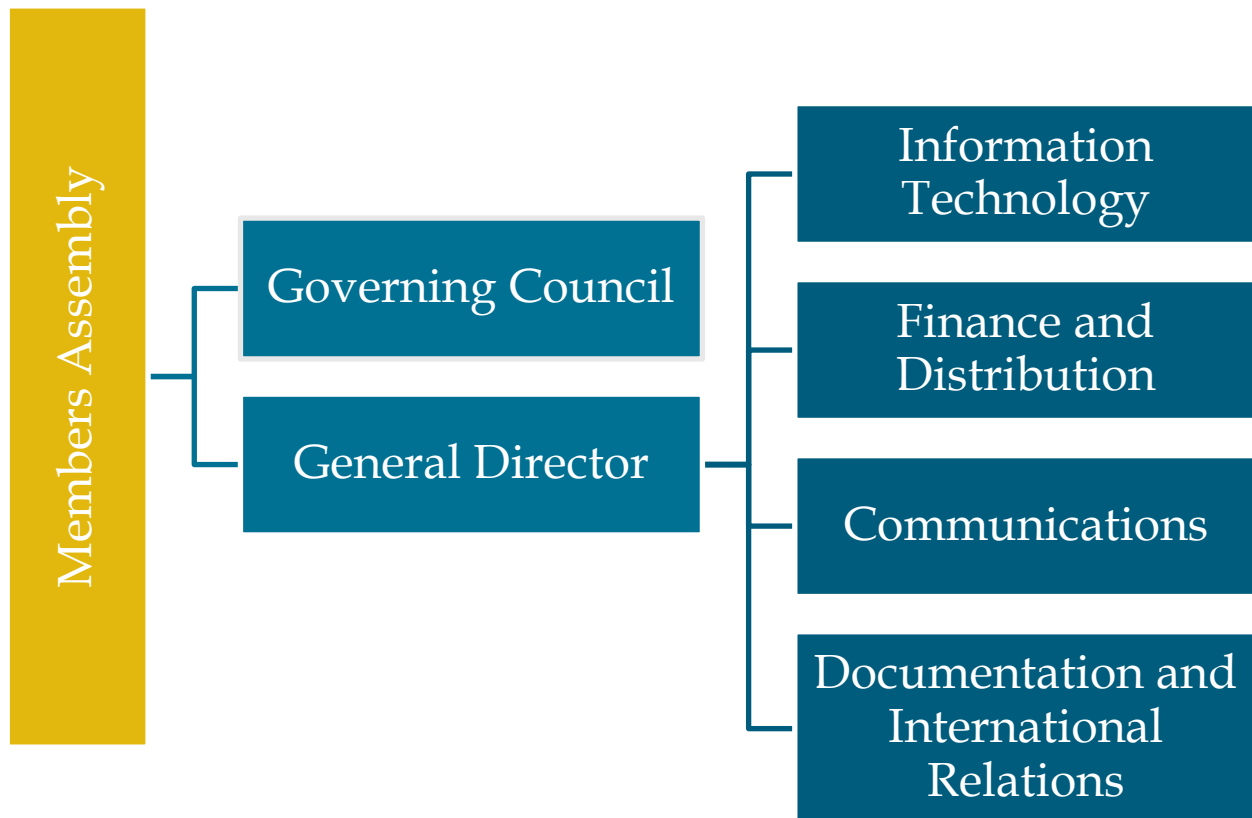 Members Assembly
Governing Council
General Director
Information
Technology
Finance and
Distribution
Communications
Documentation and
International
Relations